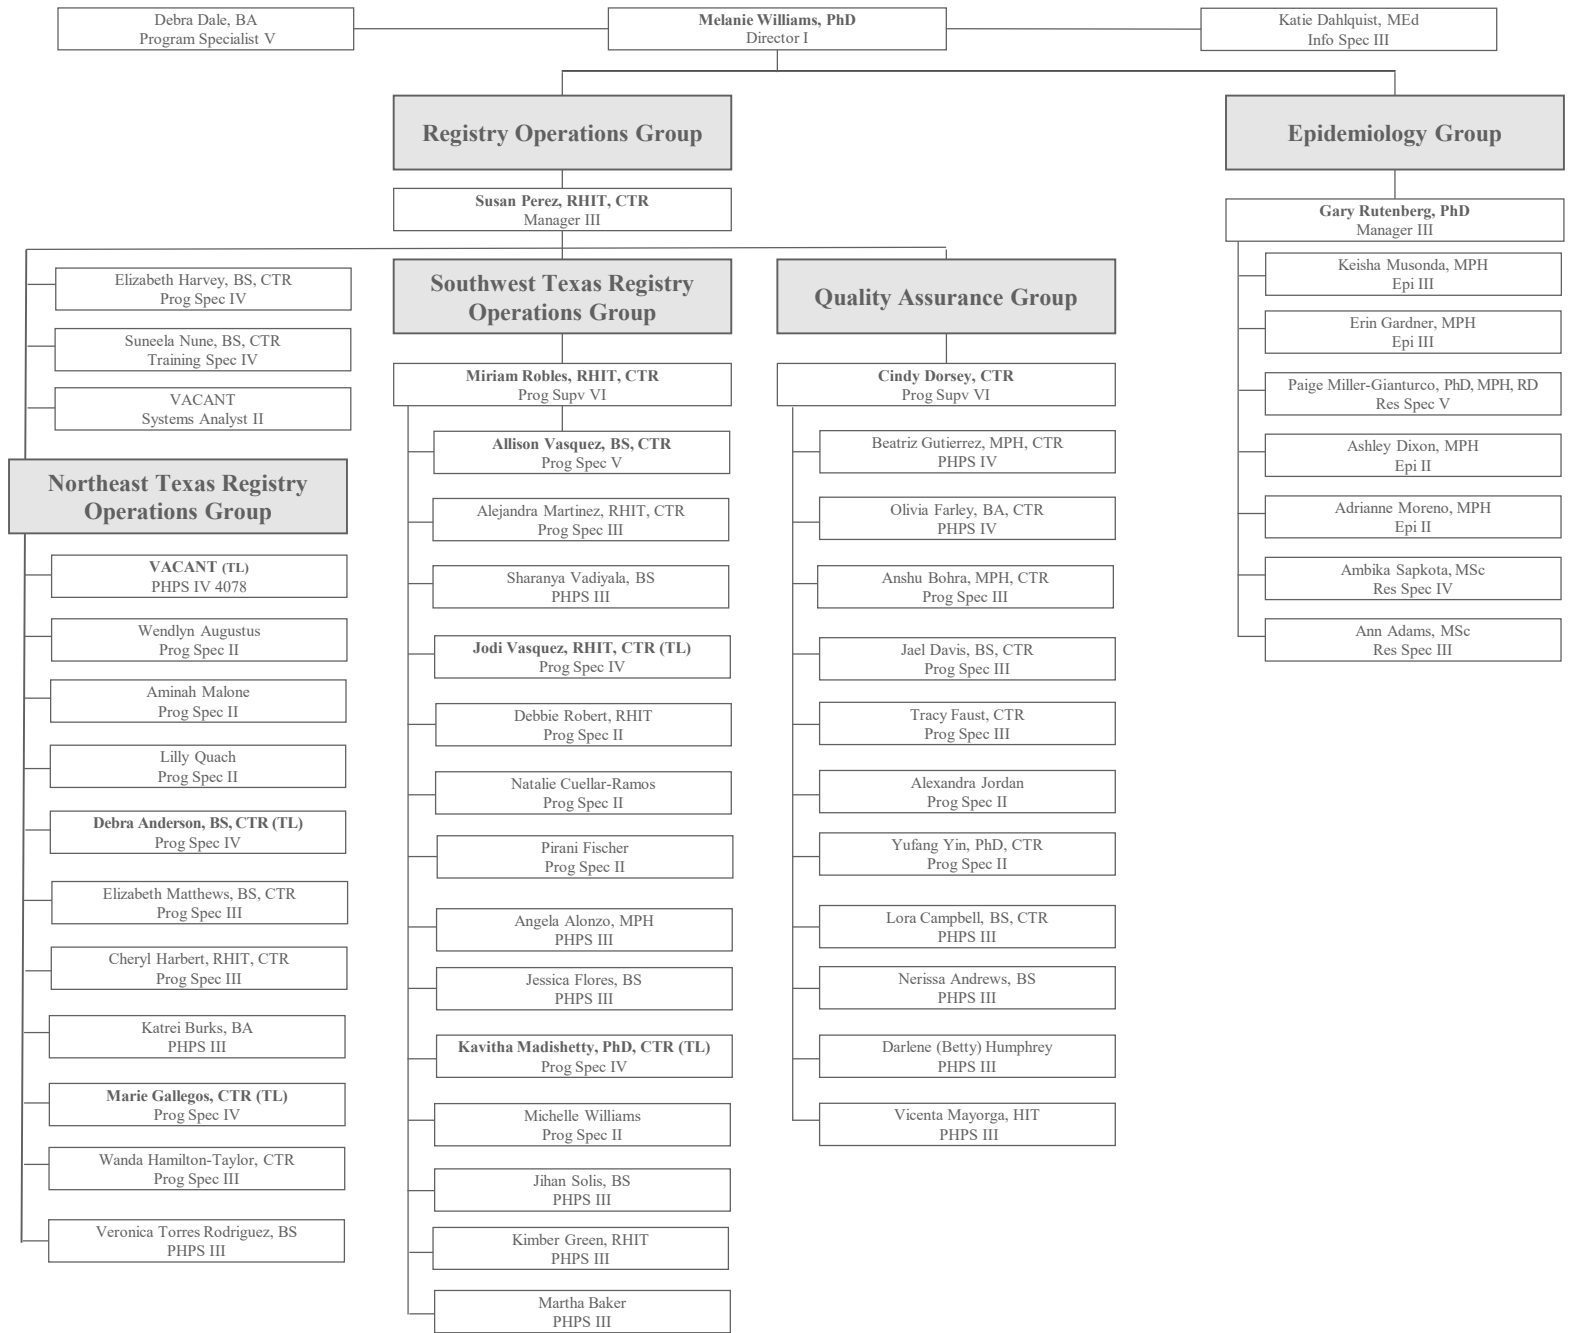 Debra Dale, BA
Program Specialist V
Melanie Williams, PhD
Director I
Katie Dahlquist, MEd
Info Spec III
Registry Operations Group
Susan Perez, RHIT, CTR
Manager III
Elizabeth Harvey, BS, CTR
Prog Spec IV
Suneela Nune, BS, CTR
Training Spec IV
VACANT
Systems Analyst II
Northeast Texas Registry
Operations Group
VACANT (TL)
PHPS IV 4078
Wendlyn Augustus
Prog Spec II
Aminah Malone
Prog Spec II
Lilly Quach
Prog Spec II
Debra Anderson, BS, CTR (TL)
Prog Spec IV
Elizabeth Matthews, BS, CTR
Prog Spec III
Cheryl Harbert, RHIT, CTR
Prog Spec III
Katrei Burks, BA
PHPS III
Marie Gallegos, CTR (TL)
Prog Spec IV
Wanda Hamilton-Taylor, CTR
Prog Spec III
Veronica Torres Rodriguez, BS
PHPS III
Southwest Texas Registry
Operations Group
Miriam Robles, RHIT, CTR
Prog Supv VI
Allison Vasquez, BS, CTR
Prog Spec V
Alejandra Martinez, RHIT, CTR
Prog Spec III
Sharanya Vadiyala, BS
PHPS III
Jodi Vasquez, RHIT, CTR (TL)
Prog Spec IV
Debbie Robert, RHIT
Prog Spec II
Natalie Cuellar-Ramos
Prog Spec II
Pirani Fischer
Prog Spec II
Angela Alonzo, MPH
PHPS III
Jessica Flores, BS
PHPS III
Kavitha Madishetty, PhD, CTR (TL)
Prog Spec IV
Michelle Williams
Prog Spec II
Jihan Solis, BS
PHPS III
Kimber Green, RHIT
PHPS III
Martha Baker
PHPS III
Quality Assurance Group
Cindy Dorsey, CTR
Prog Supv VI
Beatriz Gutierrez, MPH, CTR
PHPS IV
Olivia Farley, BA, CTR
PHPS IV
Anshu Bohra, MPH, CTR
Prog Spec III
Jael Davis, BS, CTR
Prog Spec III
Tracy Faust, CTR
Prog Spec III
Alexandra Jordan
Prog Spec II
Yufang Yin, PhD, CTR
Prog Spec II
Lora Campbell, BS, CTR
PHPS III
Nerissa Andrews, BS
PHPS III
Darlene (Betty) Humphrey
PHPS III
Vicenta Mayorga, HIT
PHPS III
Epidemiology Group
Gary Rutenberg, PhD
Manager III
Keisha Musonda, MPH
Epi III
Erin Gardner, MPH
Epi III
Paige Miller-Gianturco, PhD, MPH, RD
Res Spec V
Ashley Dixon, MPH
Epi II
Adrianne Moreno, MPH
Epi II
Ambika Sapkota, MSc
Res Spec IV
Ann Adams, MSc
Res Spec III